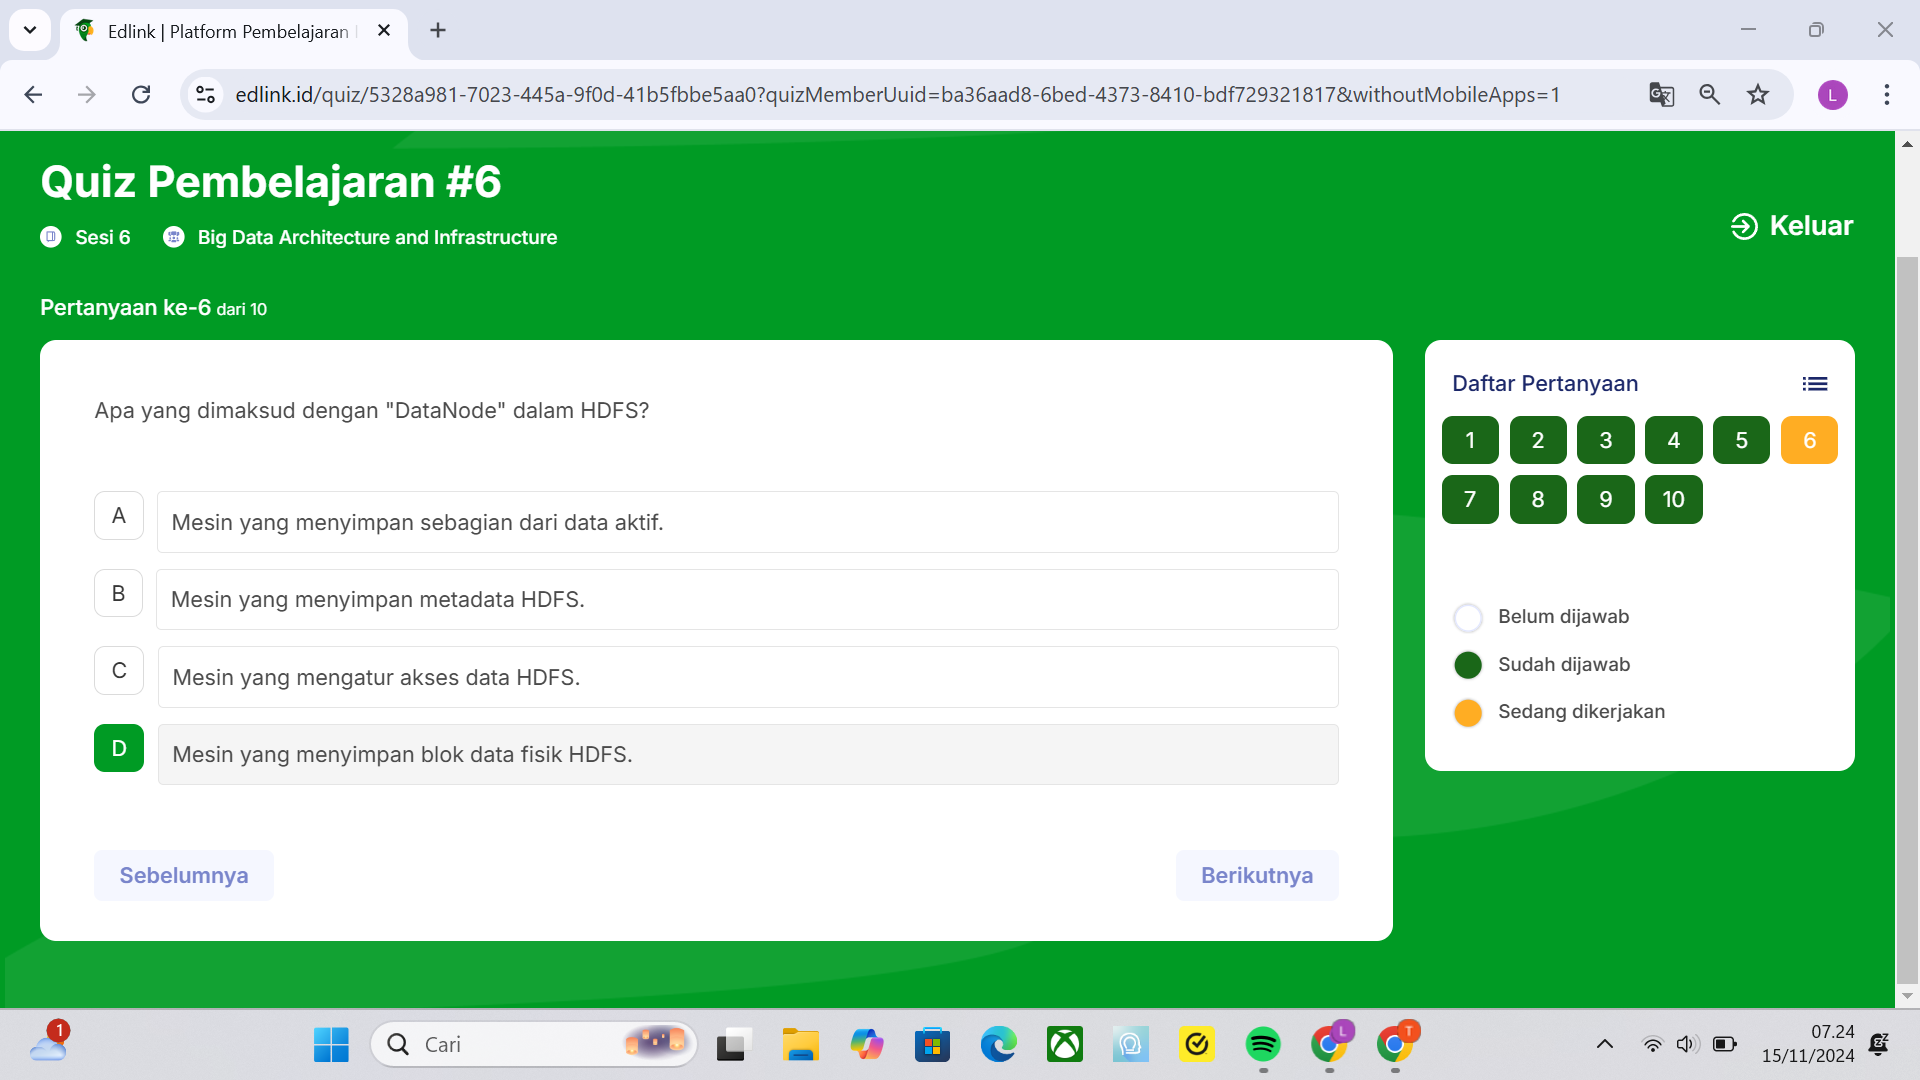 Edlink | Platform Pembelajaran
edlink.id/quiz/5328a981-7023-445a-9f0d-41b5fbbe5aa0?quizMemberUuid=ba36aad8-6bed-4373-8410-bdf729321817&withoutMobileApps=1
L
Quiz Pembelajaran #6
Sesi 6 Big Data Architecture and Infrastructure
Keluar
Pertanyaan ke-6 dari 10
Apa yang dimaksud dengan "DataNode" dalam HDFS?
A Mesin yang menyimpan sebagian dari data aktif.
B Mesin yang menyimpan metadata HDFS.
C Mesin yang mengatur akses data HDFS.
D Mesin yang menyimpan blok data fisik HDFS.
Sebelumnya Berikutnya
Daftar Pertanyaan
1 2 3 4 5 6
7 8 9 10
Belum dijawab
Sudah dijawab
Sedang dikerjakan
1
Cari
L
T
07.24
15/11/2024